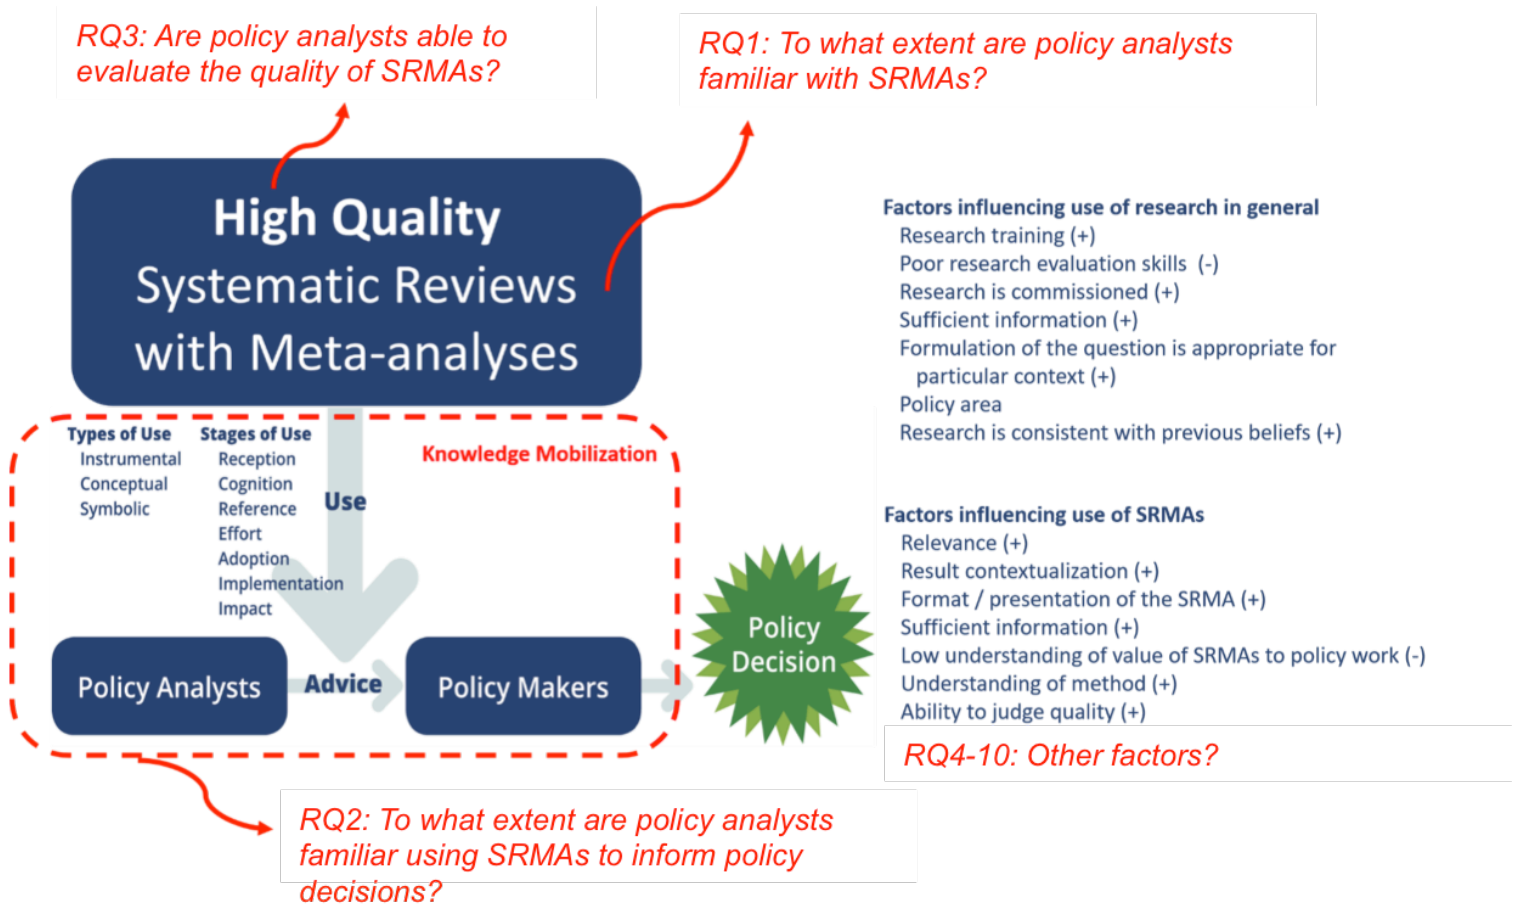 RQ3: Are policy analysts able to
evaluate the quality of SRMAs?
RQ1: To what extent are policy analysts
familiar with SRMAs?
High Quality
Systematic Reviews
with Meta-analyses
Types of Use
Instrumental
Conceptual
Symbolic
Stages of Use
Reception
Cognition
Reference
Effort
Adoption
Implementation
Impact
Use
Knowledge Mobilization
Policy Analysts
Advice
Policy Makers
Policy
Decision
Factors influencing use of research in general
Research training (+)
Poor research evaluation skills (-)
Research is commissioned (+)
Sufficient information (+)
Formulation of the question is appropriate for
particular context (+)
Policy area
Research is consistent with previous beliefs (+)
Factors influencing use of SRMAs
Relevance (+)
Result contextualization (+)
Format / presentation of the SRMA (+)
Sufficient information (+)
Low understanding of value of SRMAs to policy work (-)
Understanding of method (+)
Ability to judge quality (+)
RQ4-10: Other factors?
RQ2: To what extent are policy analysts
familiar using SRMAs to inform policy
decisions?